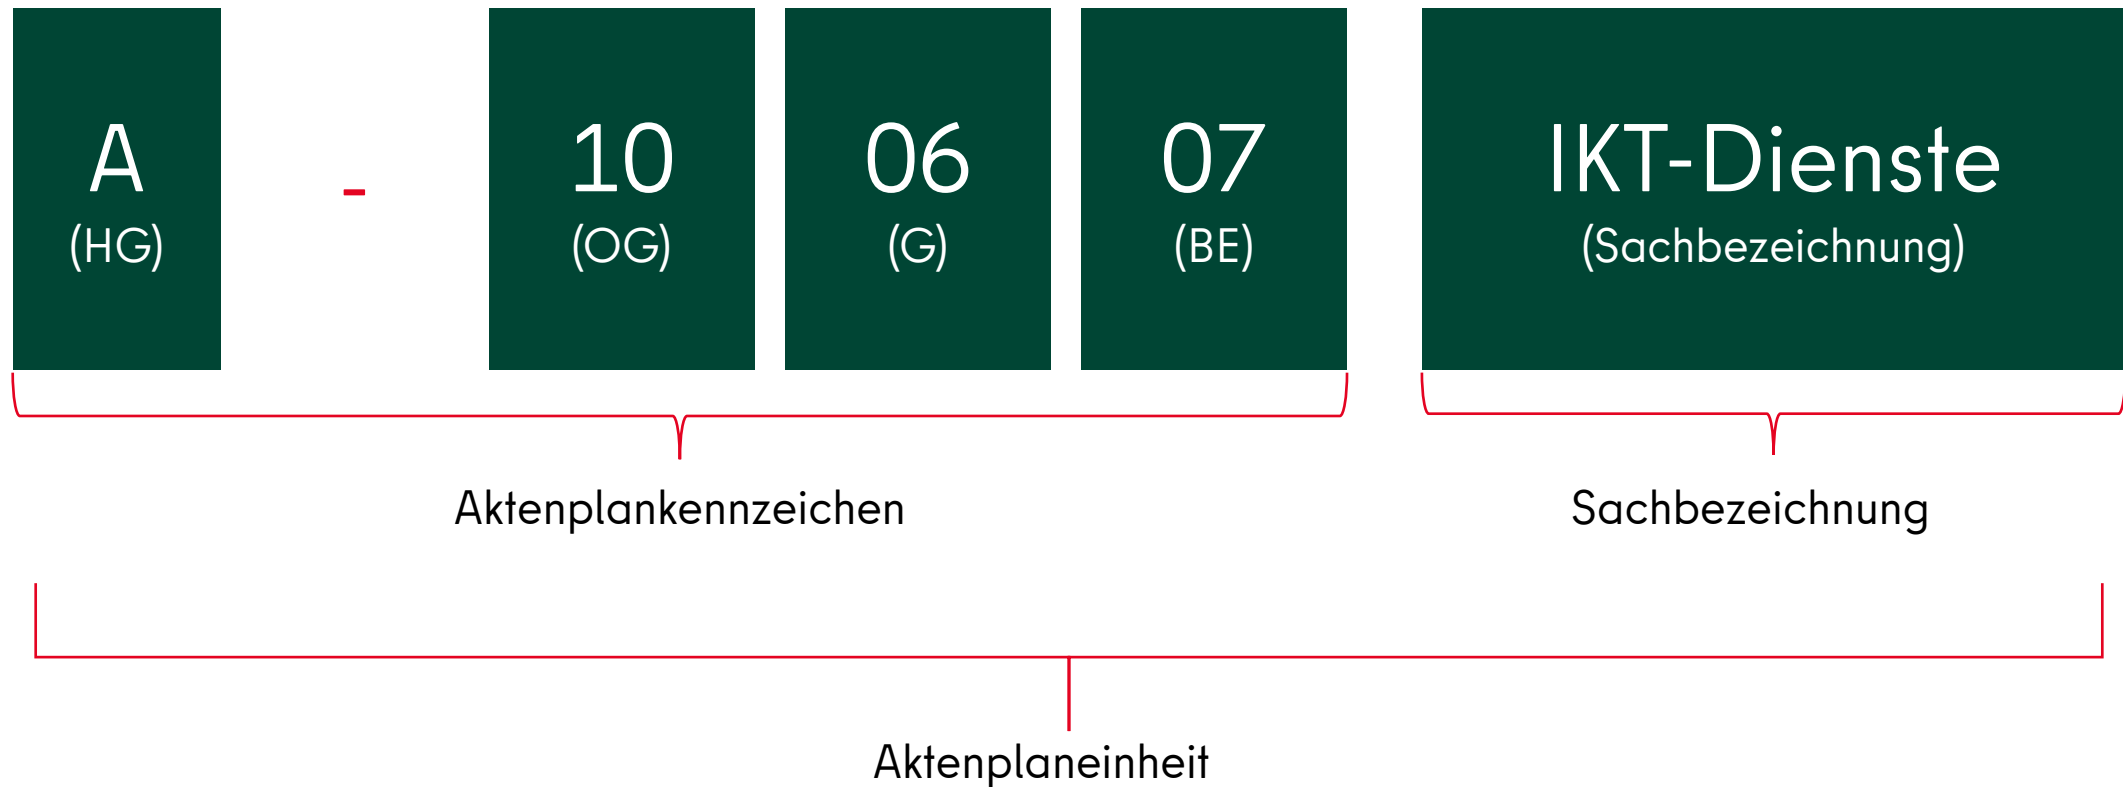 A - 10 06 07 IKT-Dienste
(HG) (OG) (G) (BE) (Sachbezeichnung)
Aktenplankennzeichen Sachbezeichnung
Aktenplaneinheit